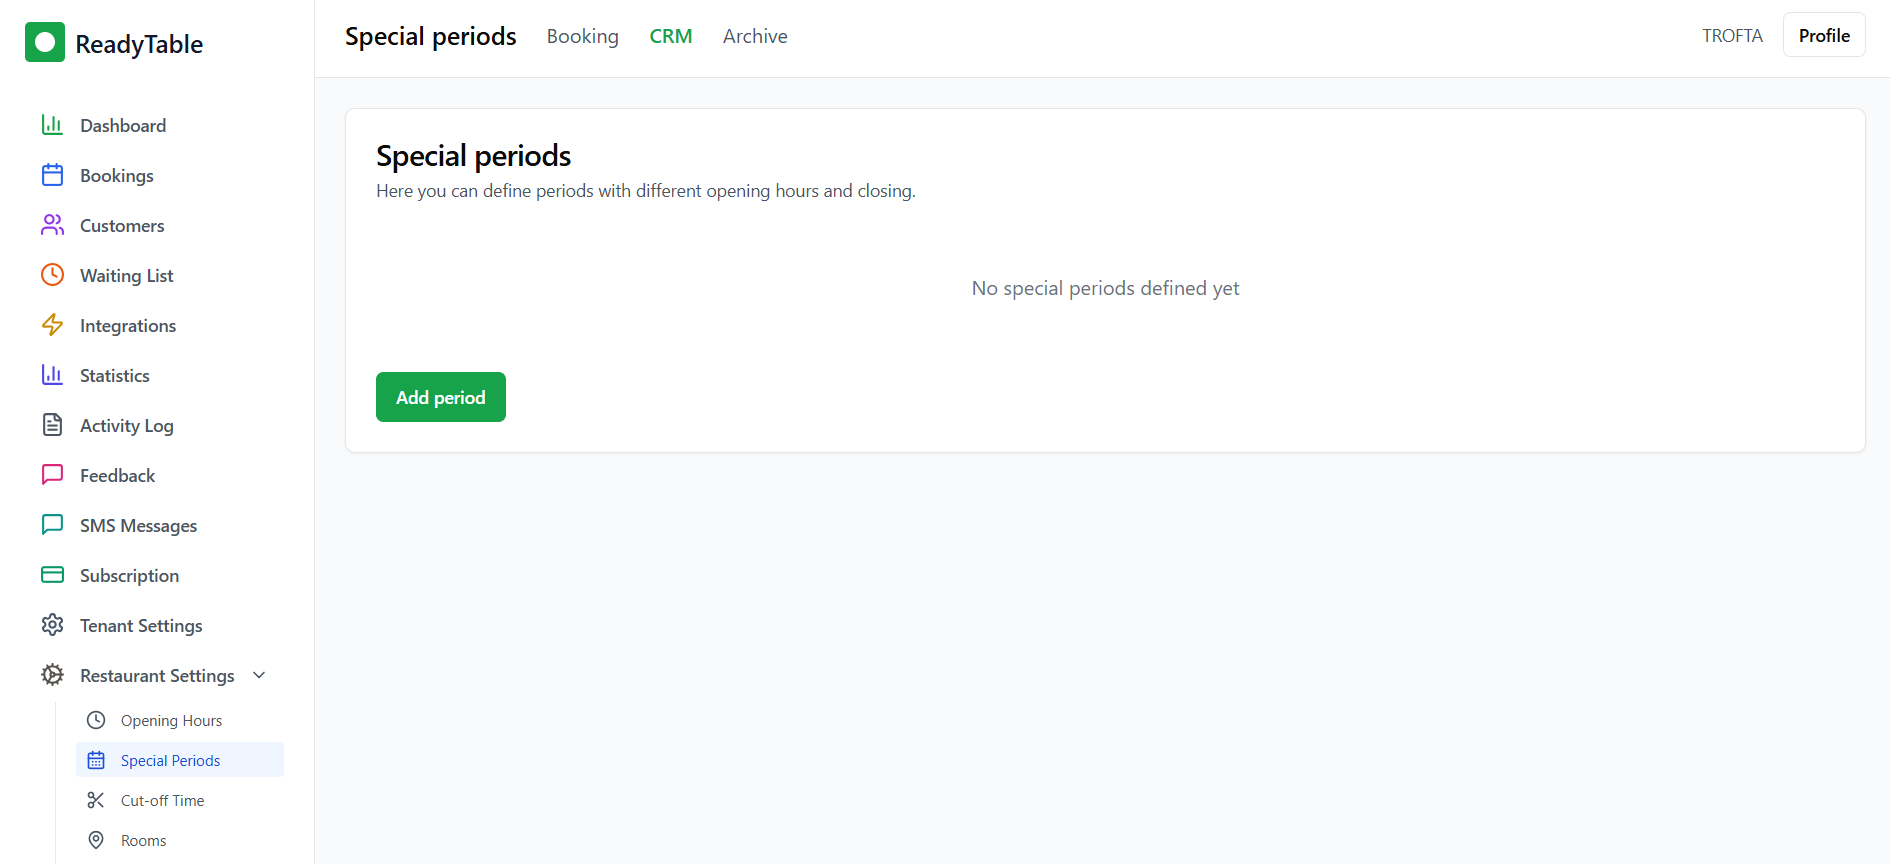 ReadyTable
Dashboard
Bookings
Customers
Waiting List
Integrations
Statistics
Activity Log
Feedback
SMS Messages
Subscription
Tenant Settings
Restaurant Settings
Opening Hours
Special Periods
Cut-off Time
Rooms
Special periods Booking CRM Archive TROFTA Profile
Special periods
Here you can define periods with different opening hours and closing.
No special periods defined yet
Add period